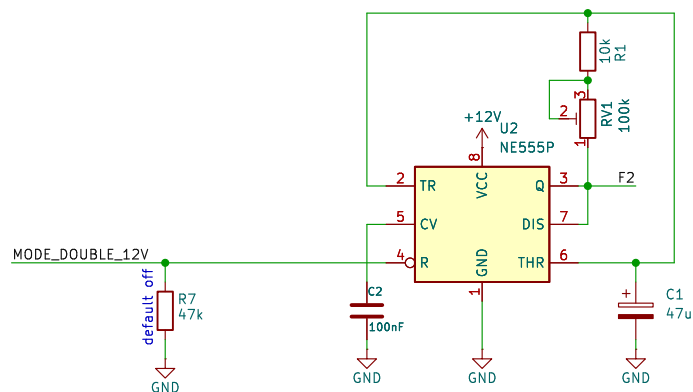 10k
R1
3
2
RV1
100k
1
+12V
U2
NE555P
8
VCC
2
TR
Q
3
F2
5
CV
DIS
7
MODE_DOUBLE_12V
4
R
GND
THR
6
1
default off
R7
47k
C2
100nF
+
C1
47u
GND
GND
GND
GND